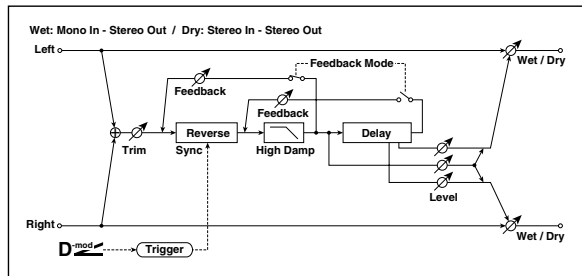 Wet: Mono In - Stereo Out / Dry: Stereo In - Stereo Out
Left
Wet / Dry
Feedback Mode
Feedback
Feedback
Trim
Reverse
Sync
High Damp
Delay
Level
Right
Wet / Dry
D-mod
Trigger